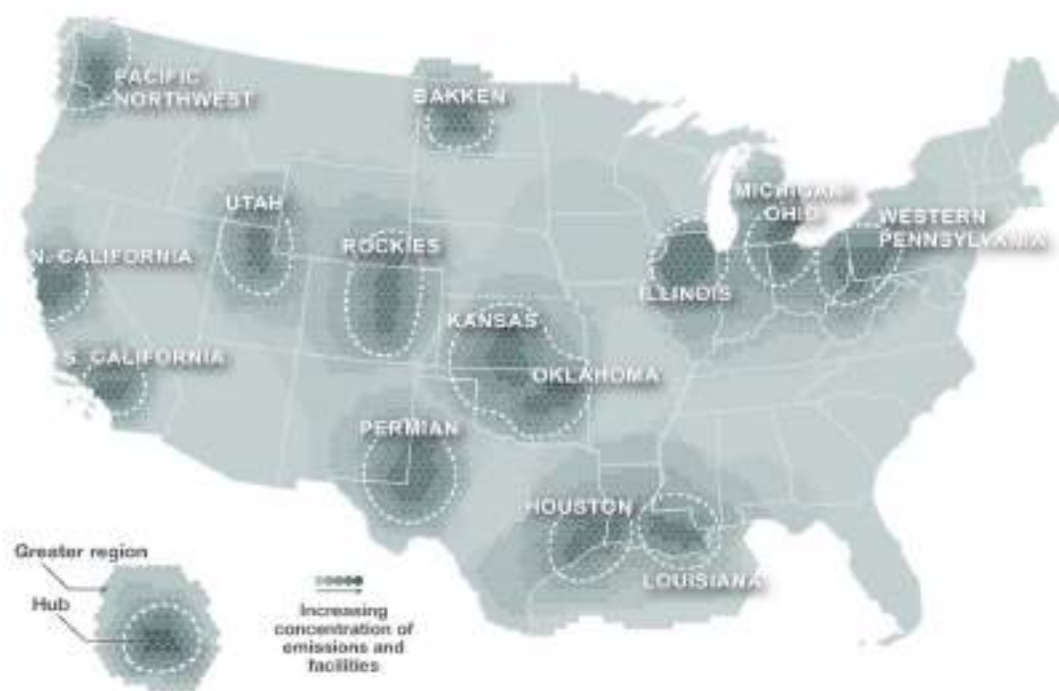 PACIFIC
NORTHWEST
BAKKEN
UTAH
ROCKIES
N. CALIFORNIA
S. CALIFORNIA
KANSAS
OKLAHOMA
PERMIAN
HOUSTON
LOUISIANA
ILLINOIS
MICHIGAN
OHIO
WESTERN
PENNSYLVANIA
Greater region
Hub
Increasing
concentration of
emissions and
facilities